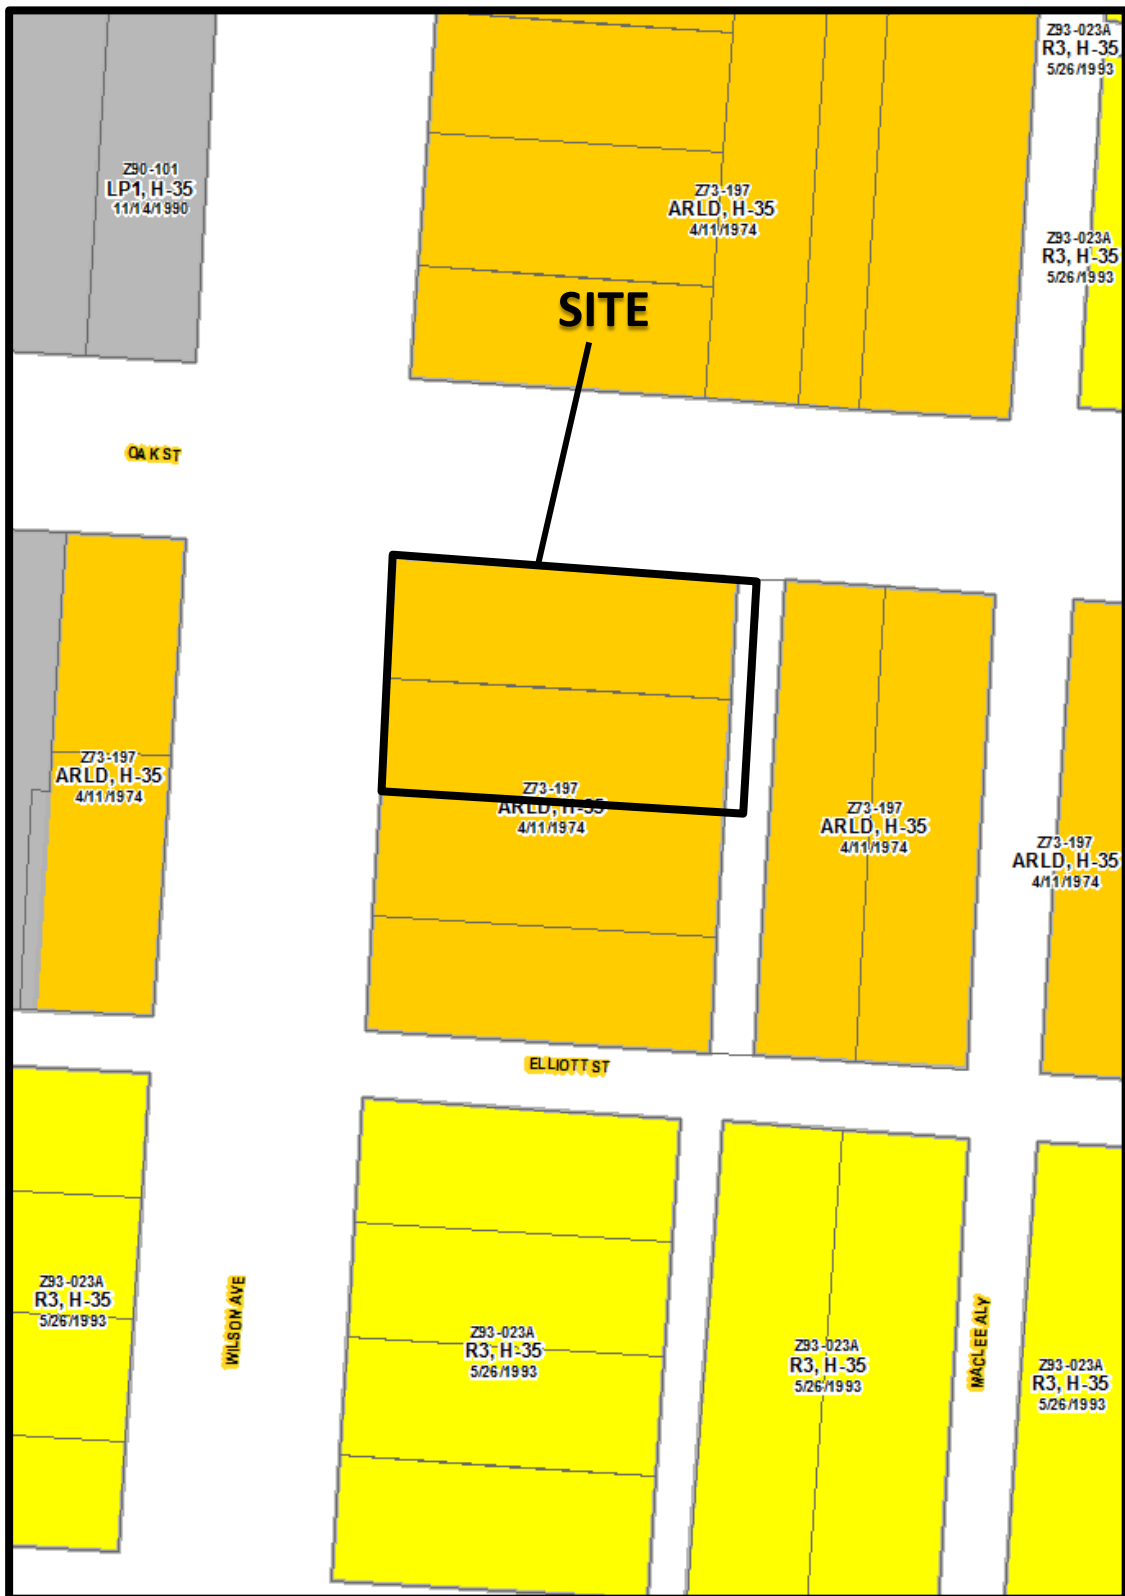 Z93-023A
R3, H-35
5/26/1993
Z90-101
LP1, H-35
11/14/1990
Z73-197
ARLD, H-35
4/11/1974
Z93-023A
R3, H-35
5/26/1993
SITE
OAK ST
Z73-197
ARLD, H-35
4/11/1974
Z73-197
ARLD, H-35
4/11/1974
Z73-197
ARLD, H-35
4/11/1974
Z73-197
ARLD, H-35
4/11/1974
ELLIOTT ST
Z93-023A
R3, H-35
5/26/1993
WILSON AVE
Z93-023A
R3, H-35
5/26/1993
Z93-023A
R3, H-35
5/26/1993
MACLEE ALY
Z93-023A
R3, H-35
5/26/1993